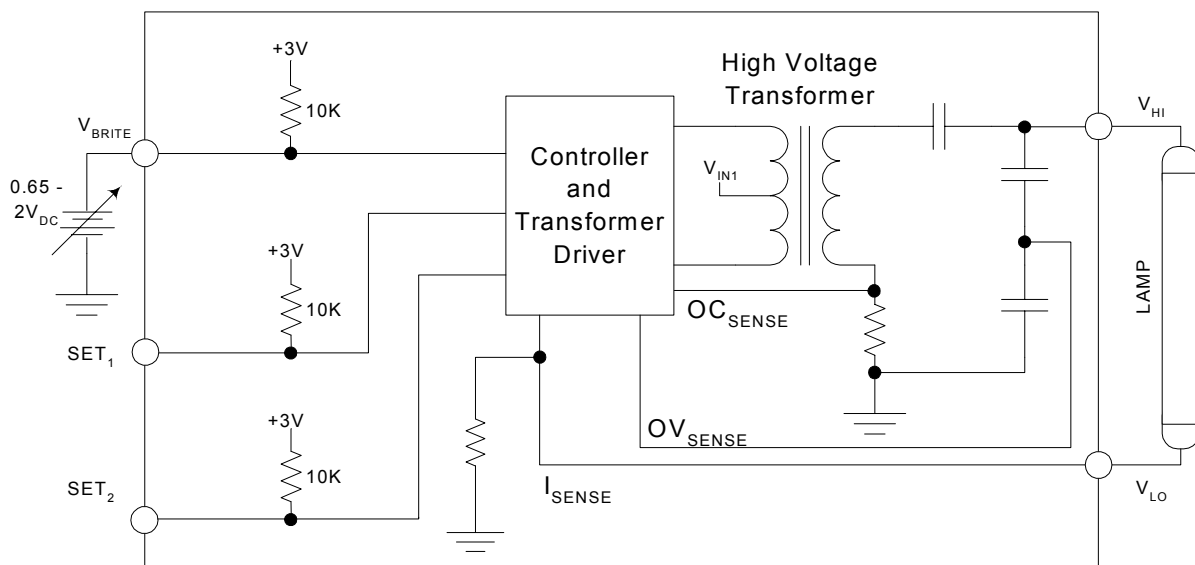 +3V
10K
V_BRITE
0.65 -
2V_DC
+3V
10K
SET_1
+3V
10K
SET_2
Controller
and
Transformer
Driver
High Voltage
Transformer
V_IN1
OC_SENSE
OV_SENSE
I_SENSE
V_HI
LAMP
V_LO